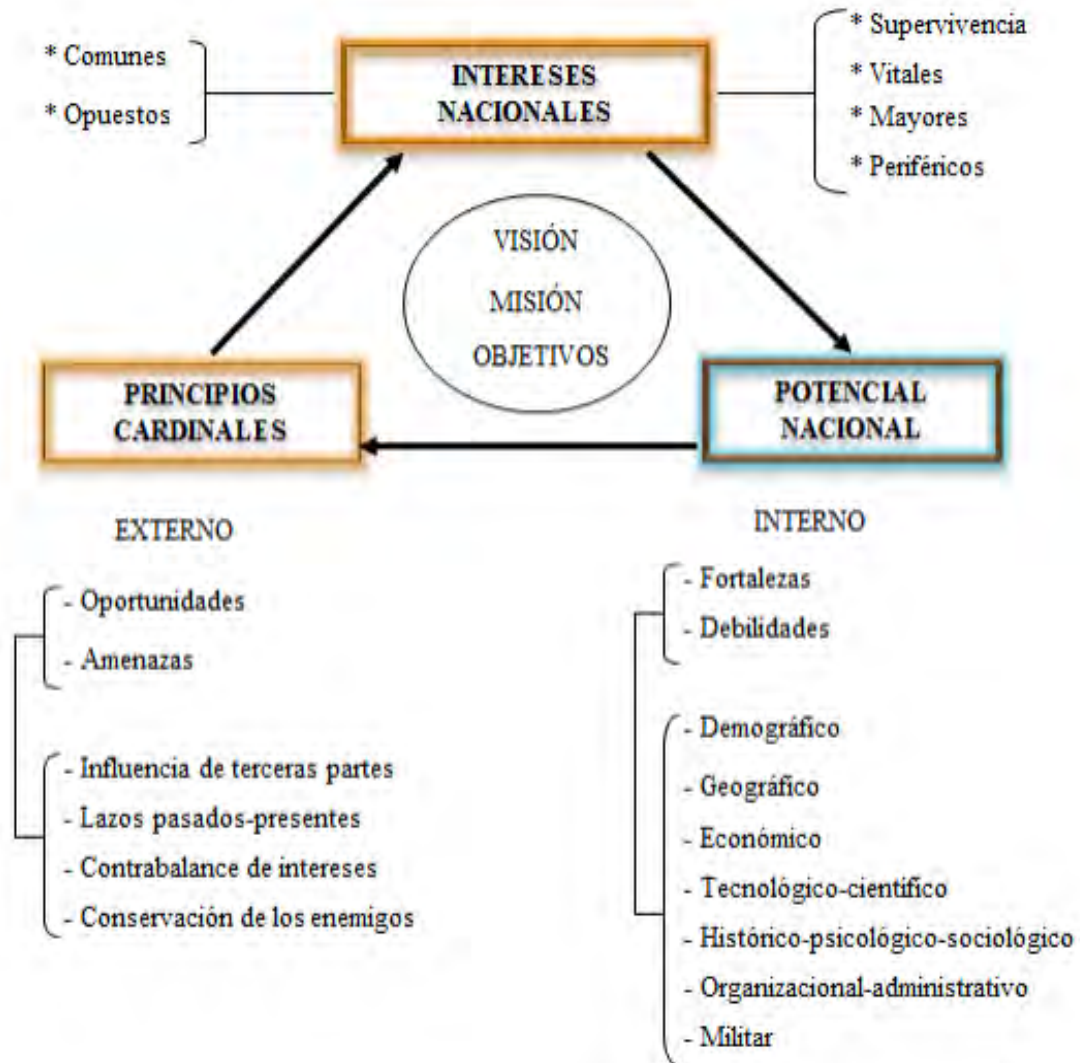 * Comunes
* Opuestos
INTERESES
NACIONALES
* Supervivencia
* Vitales
* Mayores
* Periféricos
VISIÓN
MISIÓN
OBJETIVOS
PRINCIPIOS
CARDINALES
POTENCIAL
NACIONAL
EXTERNO
- Oportunidades
- Amenazas
- Influencia de terceras partes
- Lazos pasados-presentes
- Contrabalance de intereses
- Conservación de los enemigos
INTERNO
- Fortalezas
- Debilidades
- Demográfico
- Geográfico
- Económico
- Tecnológico-científico
- Histórico-psicológico-sociológico
- Organizacional-administrativo
- Militar